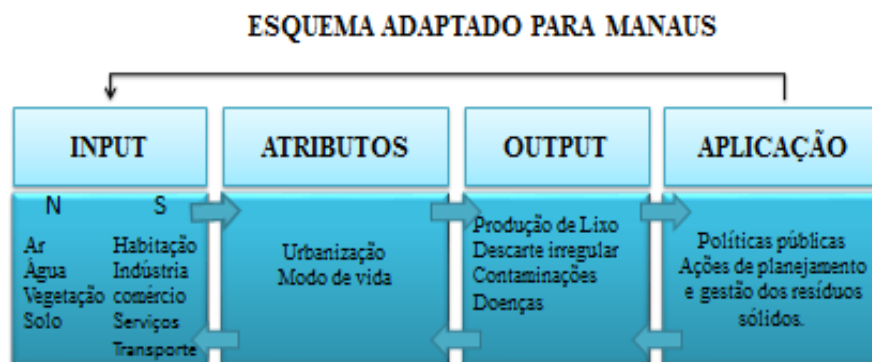 ESQUEMA ADAPTADO PARA MANAUS
INPUT
N S
Ar Habitação
Água Indústria
Vegetação comércio
Solo Serviços
Transporte
ATRIBUTOS
Urbanização
Modo de vida
OUTPUT
Produção de Lixo
Descarte irregular
Contaminações
Doenças
APLICAÇÃO
Políticas públicas
Ações de planejamento
e gestão dos resíduos
sólidos.